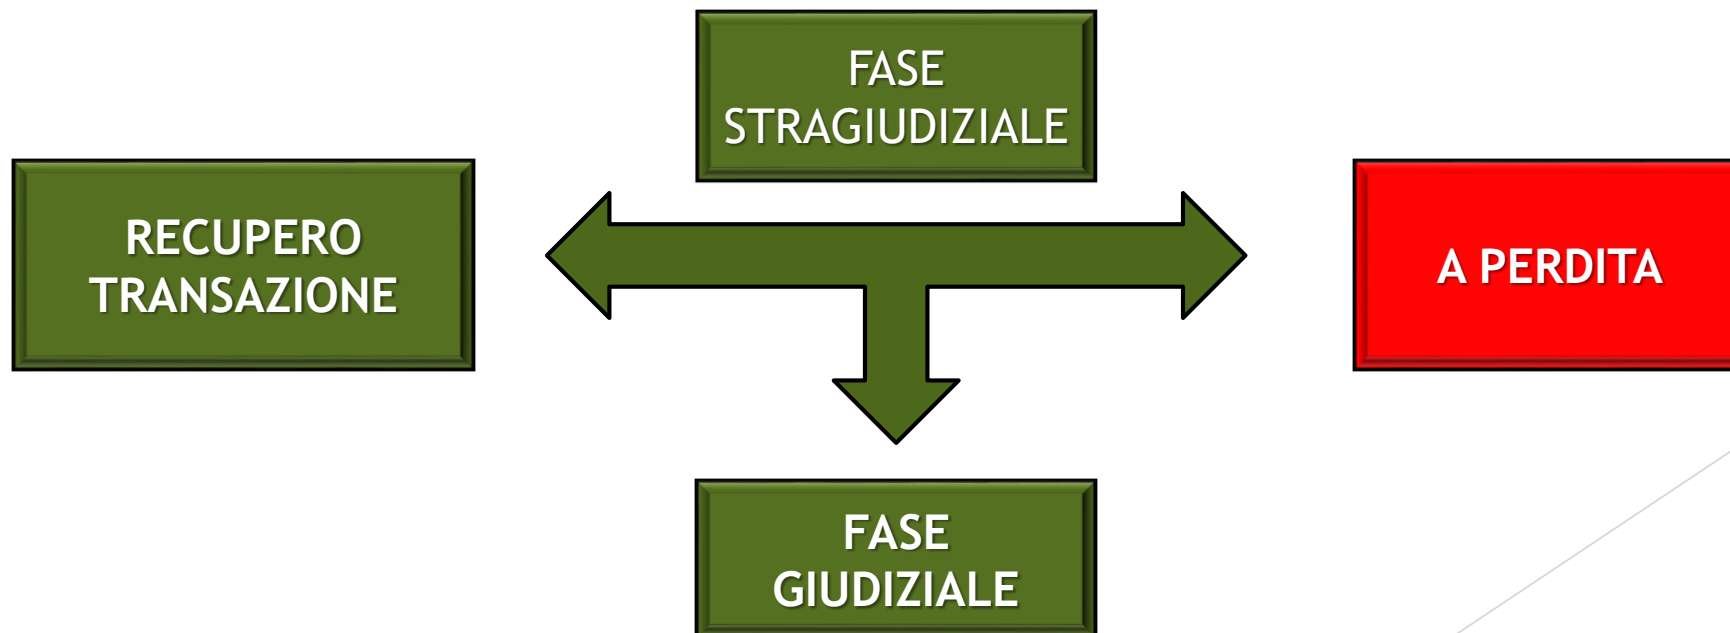 FASE
STRAGIUDIZIALE
RECUPERO
TRANSAZIONE
A PERDITA
FASE
GIUDIZIALE